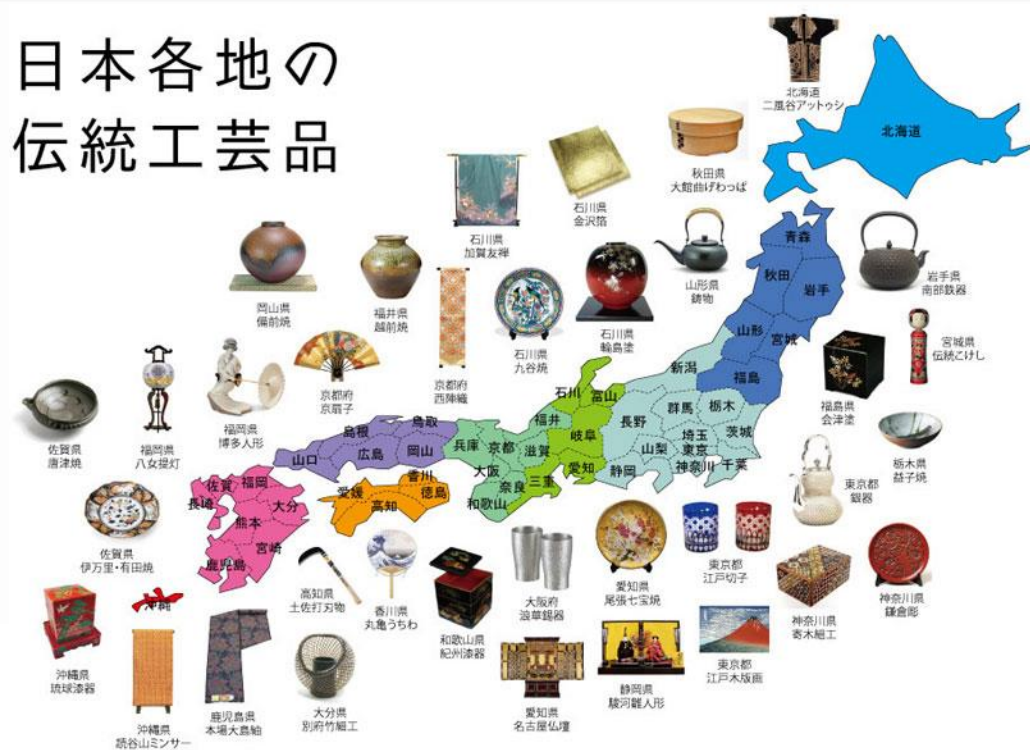 日本各地の
伝統工芸品
北海道
二風谷アットゥシ
北海道
秋田県
大館曲げわっぱ
石川県
金沢箔
石川県
加賀友禅
岡山県
備前焼
福井県
越前焼
京都府
西陣織
石川県
九谷焼
石川県
輪島塗
山形県
鋳物
岩手県
南部鉄器
青森
秋田
岩手
山形
宮城
福島
宮城県
伝統こけし
福島県
会津塗
佐賀県
唐津焼
福岡県
八女提灯
福岡県
博多人形
京都府
京扇子
新潟
石川
富山
福井
長野
群馬
栃木
岐阜
埼玉
茨城
東京
山梨
神奈川
千葉
静岡
愛知
滋賀
三重
京都
兵庫
大阪
奈良
和歌山
鳥取
島根
岡山
広島
山口
香川
徳島
愛媛
高知
福岡
佐賀
長崎
大分
熊本
宮崎
鹿児島
沖縄
栃木県
益子焼
東京都
銀器
佐賀県
伊万里・有田焼
高知県
土佐打刃物
香川県
丸亀うちわ
和歌山県
紀州漆器
大阪府
浪華錫器
愛知県
尾張七宝焼
東京都
江戸切子
神奈川県
寄木細工
神奈川県
鎌倉彫
沖縄県
琉球漆器
沖縄県
読谷山ミンサー
鹿児島県
本場大島紬
大分県
別府竹細工
愛知県
名古屋仏壇
静岡県
駿河雛人形
東京都
江戸木版画